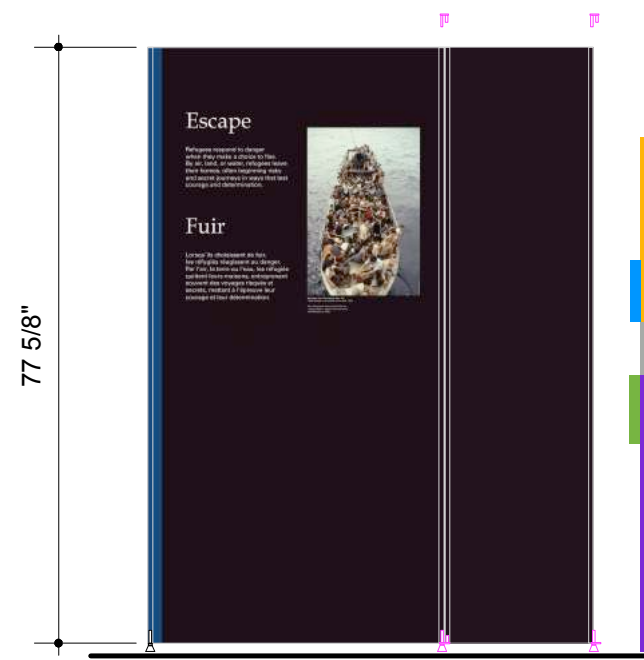 77 5/8"
Escape
Refugees respond to danger
when they make a choice to flee.
By air, land, or water, refugees leave
their homes, often beginning risky
and secret journeys in ways that test
courage and determination.
Fuir
Lorsqu'ils choisissent de fuir,
les réfugiés réagissent au danger.
Par l'air, la terre ou l'eau, les réfugiés
quittent leurs maisons, entreprenant
souvent des voyages risqués et
secrets, mettant à l'épreuve leur
courage et leur détermination.